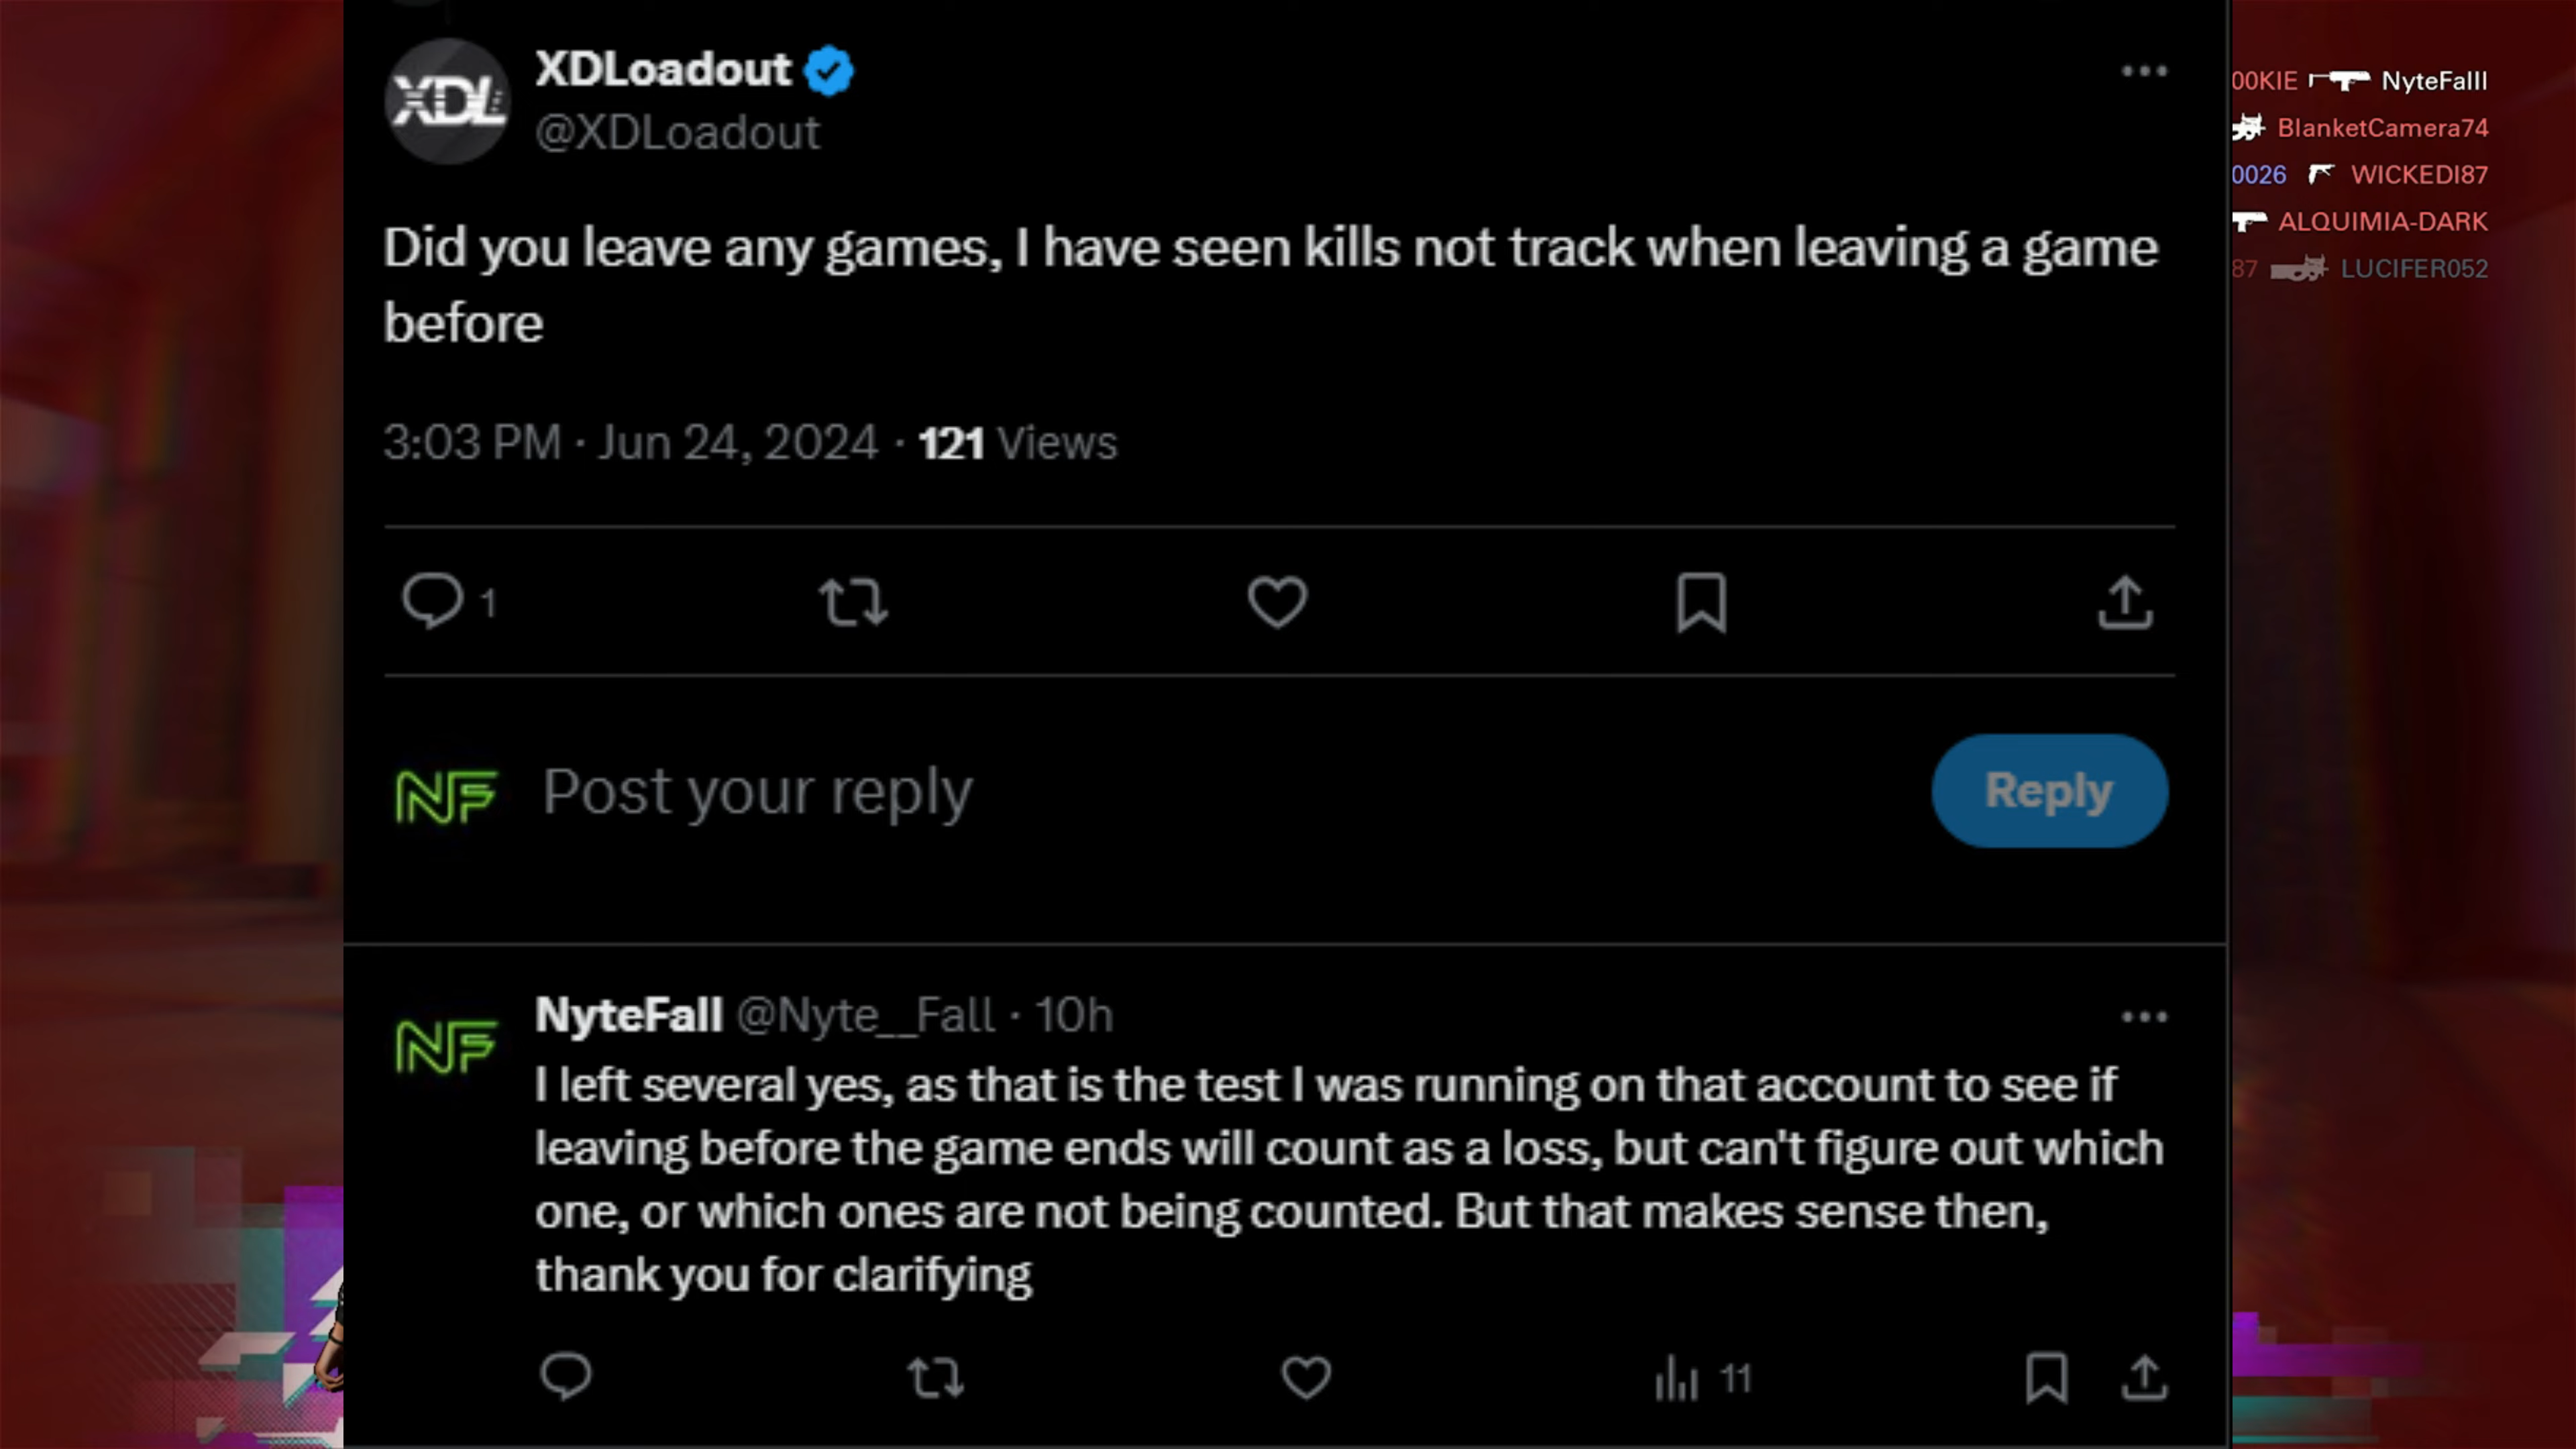 XDL
XDLoadout
@XDLoadout
Did you leave any games, I have seen kills not track when leaving a game
before
3:03 PM · Jun 24, 2024 · 121 Views
1
NF
Post your reply
Reply
NF
NyteFall @Nyte__Fall · 10h
I left several yes, as that is the test I was running on that account to see if
leaving before the game ends will count as a loss, but can't figure out which
one, or which ones are not being counted. But that makes sense then,
thank you for clarifying
11
00KIE NyteFalll
BlanketCamera74
0026 WICKEDI87
ALQUIMIA-DARK
87 LUCIFER052